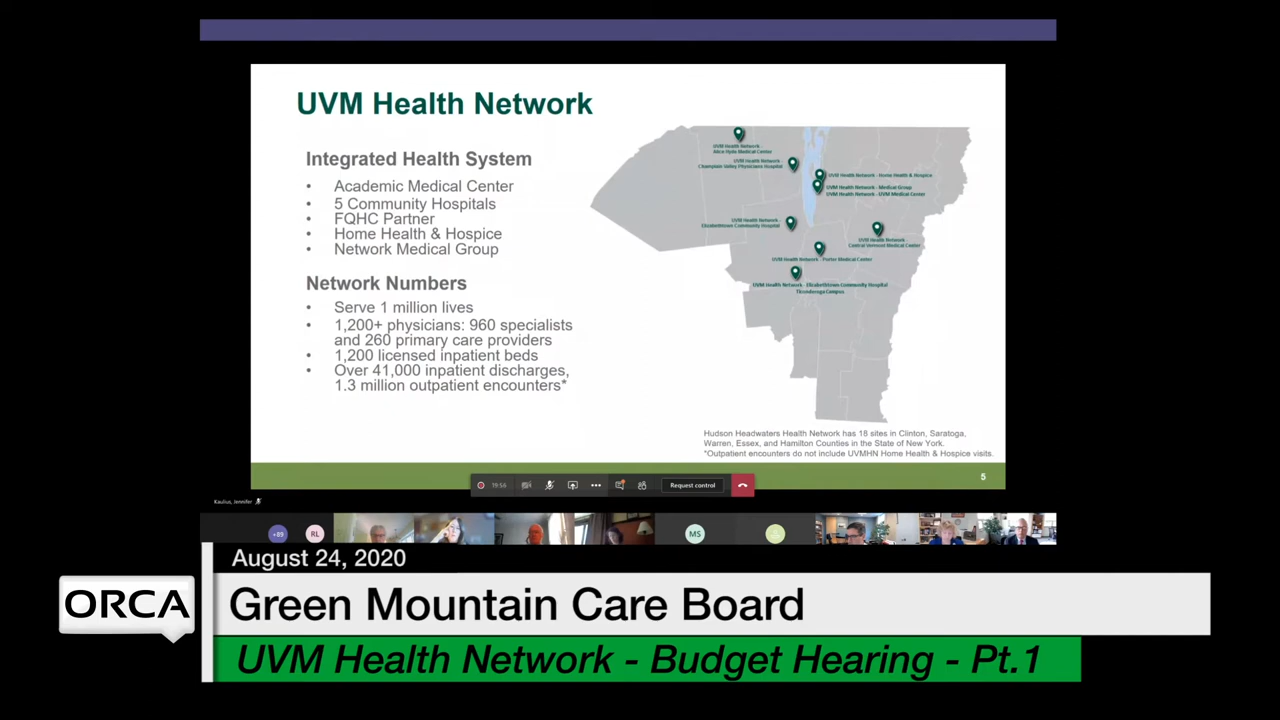 UVM Health Network
Integrated Health System
• Academic Medical Center
• 5 Community Hospitals
• FQHC Partner
• Home Health & Hospice
• Network Medical Group
Network Numbers
• Serve 1 million lives
• 1,200+ physicians: 960 specialists
and 260 primary care providers
• 1,200 licensed inpatient beds
• Over 41,000 inpatient discharges,
1.3 million outpatient encounters*
UVM Health Network -
Alice Hyde Medical Center
UVM Health Network -
Champlain Valley Physicians Hospital
UVM Health Network - Home Health & Hospice
UVM Health Network - Medical Group
UVM Health Network - UVM Medical Center
UVM Health Network -
Elizabethtown Community Hospital
UVM Health Network -
Central Vermont Medical Center
UVM Health Network - Porter Medical Center
UVM Health Network - Elizabethtown Community Hospital
Ticonderoga Campus
Hudson Headwaters Health Network has 18 sites in Clinton, Saratoga,
Warren, Essex, and Hamilton Counties in the State of New York.
*Outpatient encounters do not include UVMHN Home Health & Hospice visits.
5
19:56
Request control
Kaulius, Jennifer
+89
RL
MS
August 24, 2020
ORCA
Green Mountain Care Board
UVM Health Network - Budget Hearing - Pt.1